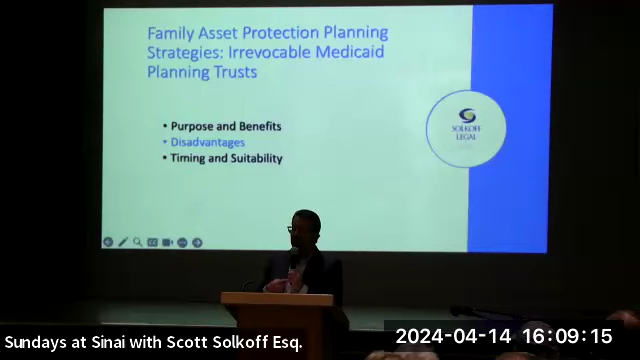 Family Asset Protection Planning
Strategies: Irrevocable Medicaid
Planning Trusts
• Purpose and Benefits
• Disadvantages
• Timing and Suitability
SOLKOFF
LEGAL
Sundays at Sinai with Scott Solkoff Esq.
2024-04-14 16:09:15